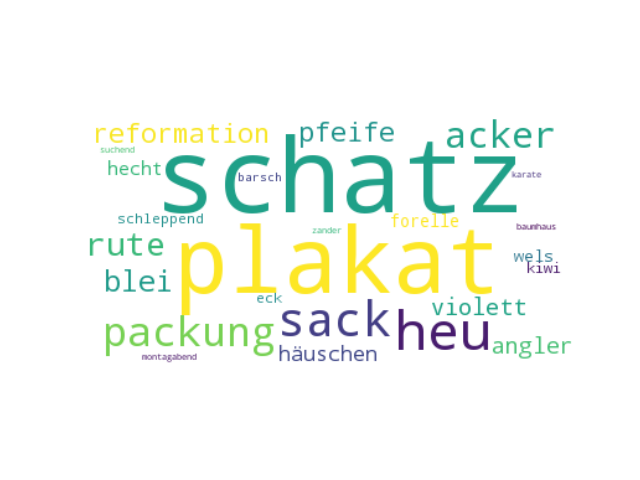 reformation
pfeife
acker
schatz
suchend
hecht
barsch
karate
schleppend
forelle
baumhaus
rute
zander
plakat
wels
kiwi
blei
eck
sack
violett
packung
heu
häuschen
angler
montagabend